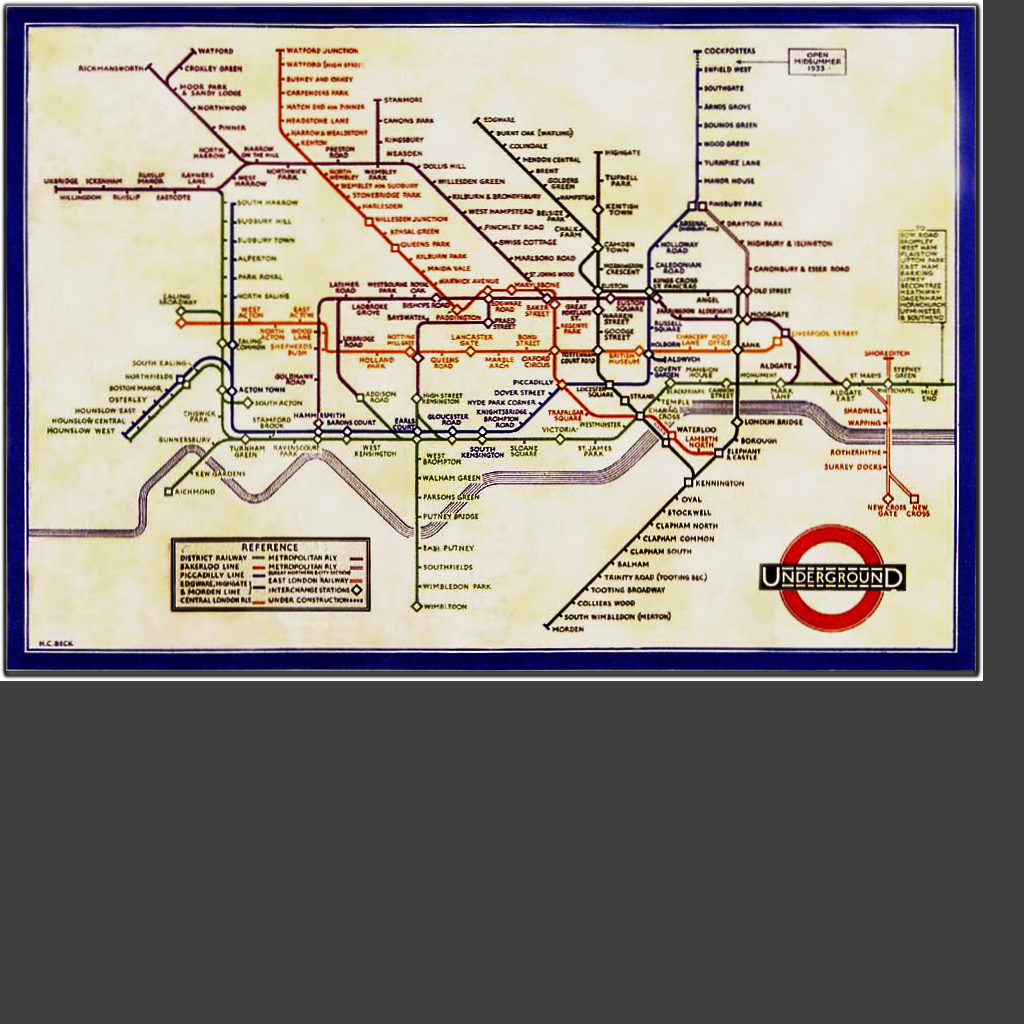 WATFORD
RICKMANSWORTH
CROXLEY GREEN
MOOR PARK
& SANDY LODGE
NORTHWOOD
PINNER
NORTH
HARROW
HARROW
ON THE HILL
WATFORD JUNCTION
WATFORD (HIGH STREET
BUSHEY AND OXHEY
CARPENDERS PARK
HATCH END FOR PINNER
HEADSTONE LANE
HARROW & WEALDSTONE
KENTON
PRESTON
ROAD
STANMORE
CANONS PARK
KINGSBURY
NEASDEN
NORTHWICK
PARK
NORTH
WEMBLEY
WEMBLEY
PARK
DOLLIS HILL
WEST
HARROW
UXBRIDGE
ICKENHAM
RUISLIP
MANOR
RAYNERS
LANE
HILLINGDON
RUISLIP
EASTCOTE
SOUTH HARROW
SUDBURY HILL
SUDBURY TOWN
ALPERTON
PARK ROYAL
NORTH EALING
WEMBLEY FOR SUDBURY
STONEBRIDGE PARK
HARLESDEN
WILLESDEN JUNCTION
KENSAL GREEN
QUEENS PARK
KILBURN PARK
MAIDA VALE
WARWICK AVENUE
WILLESDEN GREEN
KILBURN & BRONDESBURY
WEST HAMPSTEAD
FINCHLEY ROAD
SWISS COTTAGE
MARLBORO ROAD
ST JOHNS WOOD
MARYLEBONE
EDGWARE
BURNT OAK (WATLING)
COLINDALE
HENDON CENTRAL
BRENT
GOLDERS
GREEN
HAMPSTEAD
BELSIZE
PARK
CHALK
FARM
HIGHGATE
TUFNELL
PARK
KENTISH
TOWN
CAMDEN
TOWN
MORNINGTON
CRESCENT
EUSTON
COCKFOSTERS
ENFIELD WEST
SOUTHGATE
ARNOS GROVE
BOUNDS GREEN
WOOD GREEN
TURNPIKE LANE
MANOR HOUSE
FINSBURY PARK
OPEN
MIDSUMMER
1933
ARSENAL
HOLLOWAY
ROAD
CALEDONIAN
ROAD
KINGS CROSS
ST PANCRAS
DRAYTON PARK
HIGHBURY & ISLINGTON
CANONBURY & ESSEX ROAD
OLD STREET
ANGEL
FARRINGDON
ALDERSGATE
MOORGATE
LIVERPOOL STREET
TO
BOW ROAD
BROMLEY
WEST HAM
PLAISTOW
UPTON PARK
EAST HAM
BARKING
UPNEY
BECONTREE
HEATHWAY
DAGENHAM
HORNCHURCH
UPMINSTER
& SOUTHEND
EALING
BROADWAY
WEST
ACTON
EAST
ACTON
NORTH
ACTON
WOOD
LANE
SHEPHERDS
BUSH
EALING
COMMON
LATIMER
ROAD
WESTBOURNE
PARK
ROYAL
OAK
LADBROKE
GROVE
BISHOPS ROAD
BAYSWATER
PADDINGTON
EDGWARE
ROAD
PRAED
STREET
BAKER
STREET
GREAT
PORTLAND
ST.
REGENTS
PARK
EUSTON
SQUARE
WARREN
STREET
GOODGE
STREET
RUSSELL
SQUARE
UXBRIDGE
ROAD
NOTTING
HILL GATE
HOLLAND
PARK
LANCASTER
GATE
QUEENS
ROAD
MARBLE
ARCH
BOND
STREET
OXFORD
CIRCUS
TOTTENHAM
COURT ROAD
BRITISH
MUSEUM
HOLBORN
CHANCERY
LANE
POST
OFFICE
BANK
ALDWYCH
COVENT
GARDEN
MANSION
HOUSE
MONUMENT
ALDGATE
SHOREDITCH
ST MARYS
STEPNEY
GREEN
BLACKFRIARS
CANNON
STREET
MARK
LANE
ALDGATE
EAST
WHITECHAPEL
MILE
END
SOUTH EALING
NORTHFIELDS
BOSTON MANOR
OSTERLEY
HOUNSLOW EAST
HOUNSLOW CENTRAL
HOUNSLOW WEST
ACTON TOWN
SOUTH ACTON
CHISWICK
PARK
GUNNERSBURY
KEW GARDENS
RICHMOND
TURNHAM
GREEN
STAMFORD
BROOK
RAVENSCOURT
PARK
GOLDHAWK
ROAD
HAMMERSMITH
BARONS COURT
WEST
KENSINGTON
ADDISON
ROAD
EARLS
COURT
HIGH STREET
KENSINGTON
GLOUCESTER
ROAD
SOUTH
KENSINGTON
BROMPTON
ROAD
KNIGHTSBRIDGE
HYDE PARK CORNER
DOVER STREET
PICCADILLY
LEICESTER
SQUARE
STRAND
TRAFALGAR
SQUARE
CHARING
CROSS
TEMPLE
WESTMINSTER
SLOANE
SQUARE
VICTORIA
ST. JAMES
PARK
WATERLOO
LAMBETH
NORTH
LONDON BRIDGE
BOROUGH
ELEPHANT
& CASTLE
KENNINGTON
SHADWELL
WAPPING
ROTHERHITHE
SURREY DOCKS
NEW CROSS
GATE
NEW
CROSS
WEST
BROMPTON
WALHAM GREEN
PARSONS GREEN
PUTNEY BRIDGE
EAST PUTNEY
SOUTHFIELDS
WIMBLEDON PARK
WIMBLEDON
OVAL
STOCKWELL
CLAPHAM NORTH
CLAPHAM COMMON
CLAPHAM SOUTH
BALHAM
TRINITY ROAD (TOOTING BEC)
TOOTING BROADWAY
COLLIERS WOOD
SOUTH WIMBLEDON (MERTON)
MORDEN
REFERENCE
DISTRICT RAILWAY
BAKERLOO LINE
PICCADILLY LINE
EDGWARE, HIGHGATE
& MORDEN LINE
CENTRAL LONDON RLY.
METROPOLITAN RLY.
METROPOLITAN RLY.
(GREAT NORTHERN & CITY SECTION)
EAST LONDON RAILWAY
INTERCHANGE STATIONS
UNDER CONSTRUCTION
UNDERGROUND
H.C. BECK